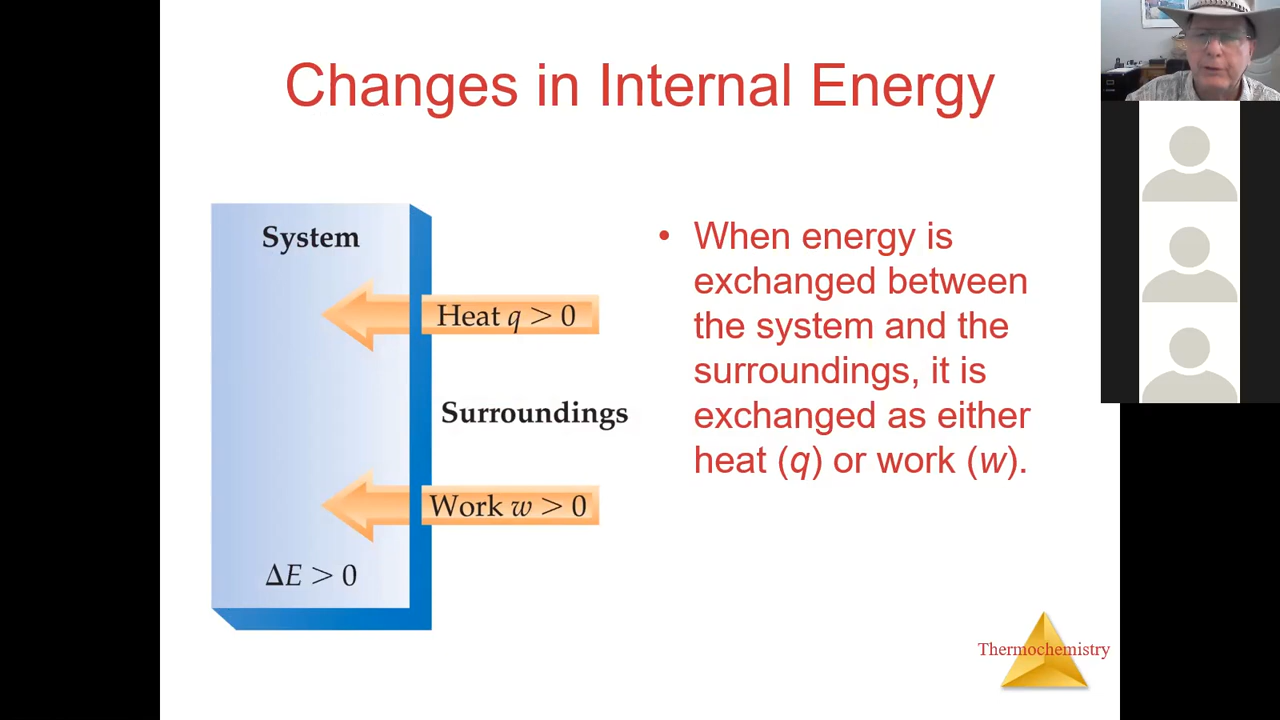 Changes in Internal Energy
System
Heat q > 0
Surroundings
Work w > 0
ΔE > 0
• When energy is
exchanged between
the system and the
surroundings, it is
exchanged as either
heat (q) or work (w).
Thermochemistry